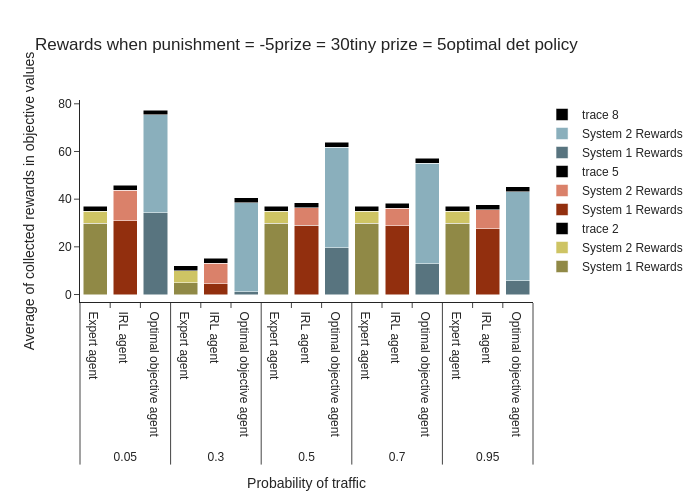 Rewards when punishment = -5prize = 30tiny prize = 5optimal det policy
Average of collected rewards in objective values
80
60
40
20
0
trace 8
System 2 Rewards
System 1 Rewards
trace 5
System 2 Rewards
System 1 Rewards
trace 2
System 2 Rewards
System 1 Rewards
Expert agent
IRL agent
Optimal objective agent
Expert agent
IRL agent
Optimal objective agent
Expert agent
IRL agent
Optimal objective agent
Expert agent
IRL agent
Optimal objective agent
Expert agent
IRL agent
Optimal objective agent
0.05
0.3
0.5
0.7
0.95
Probability of traffic